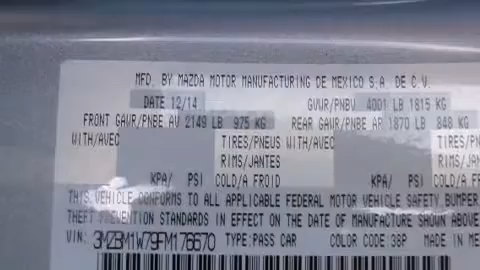 MFD. BY MAZDA MOTOR MANUFACTURING DE MEXICO S.A. DE C.V.
DATE 12/14 GVWR/PNBV 4001 LB 1815 KG
FRONT GAWR/PNBE AV 2149 LB 975 KG REAR GAWR/PNBE AR 1870 LB 848 KG
WITH/AVEC TIRES/PNEUS WITH/AVEC TIRES/PN
RIMS/JANTES RIMS/JAN
KPA/ PSI COLD/A FROID KPA/ PSI COLD/A F
THIS VEHICLE CONFORMS TO ALL APPLICABLE FEDERAL MOTOR VEHICLE SAFETY, BUMPER,
THEFT PREVENTION STANDARDS IN EFFECT ON THE DATE OF MANUFACTURE SHOWN ABOVE
VIN: 3MZBM1W79FM176670 TYPE:PASS CAR COLOR CODE:38P MADE IN ME